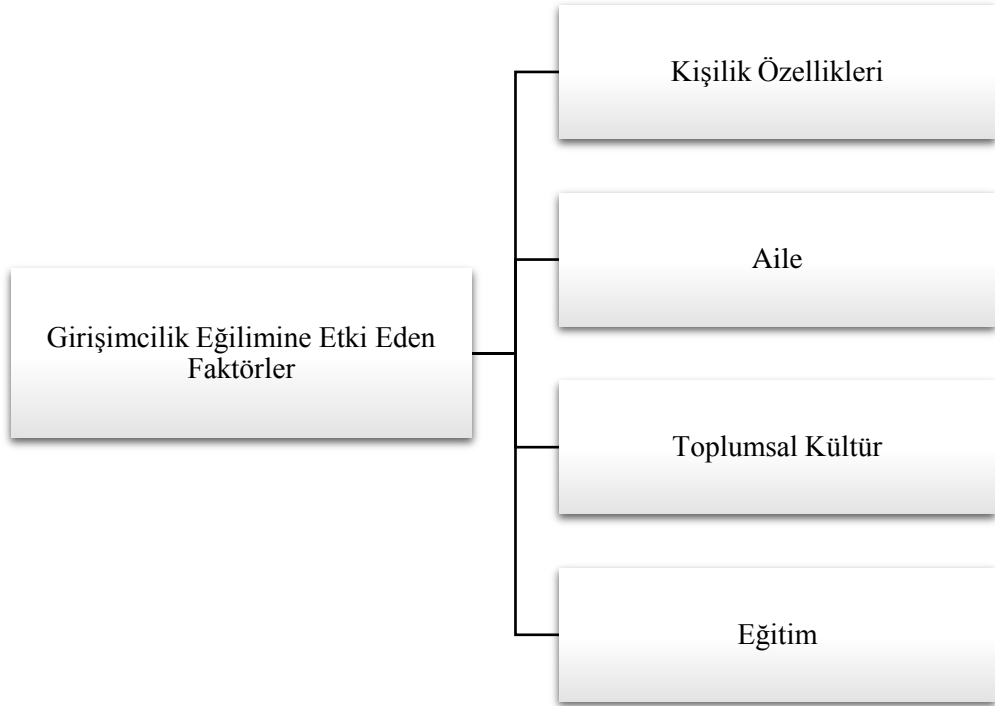 Girişimcilik Eğilimine Etki Eden
Faktörler
Kişilik Özellikleri
Aile
Toplumsal Kültür
Eğitim